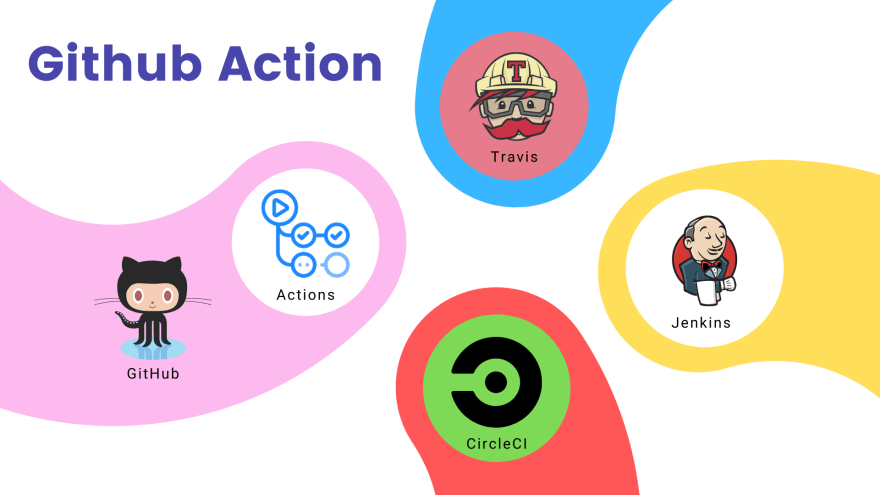 Github Action
Travis
T
Actions
Jenkins
GitHub
CircleCI